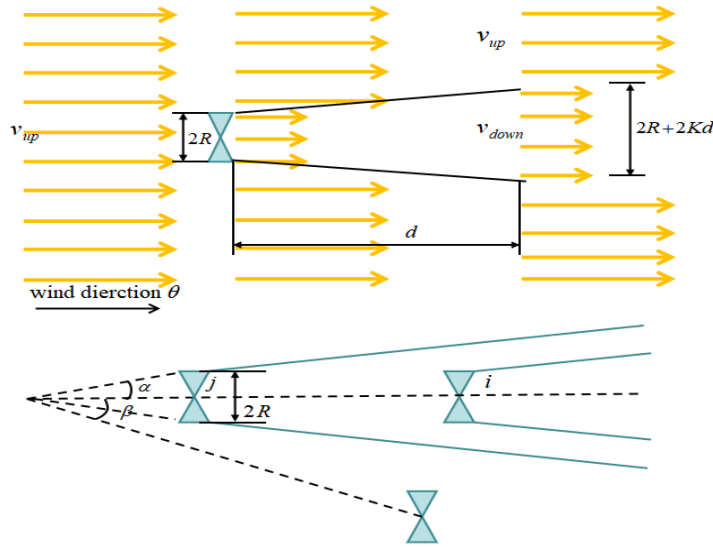 v_up
v_up
2R
v_down
2R+2Kd
d
wind dierction θ
α
j
i
β
2R